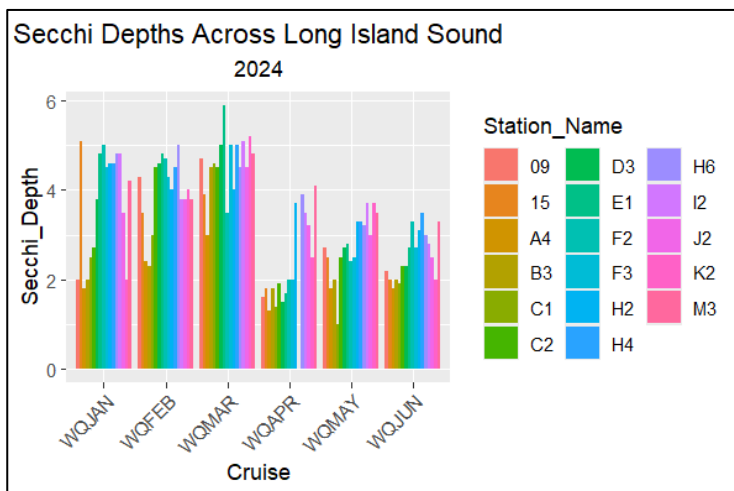 Secchi Depths Across Long Island Sound
2024
Secchi_Depth
6
4
2
0
WQJAN
WQFEB
WQMAR
WQAPR
WQMAY
WQJUN
Cruise
Station_Name
09
15
A4
B3
C1
C2
D3
E1
F2
F3
H2
H4
H6
I2
J2
K2
M3